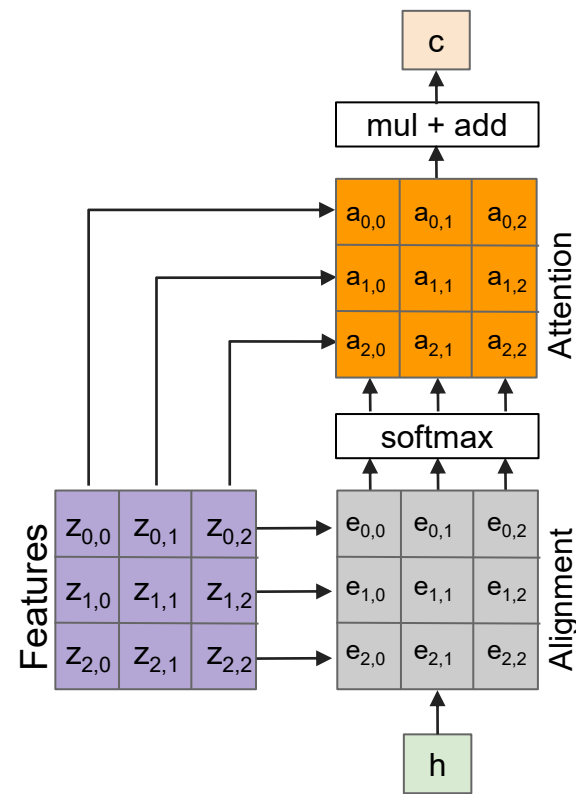 c
mul + add
a0,0 a0,1 a0,2
a1,0 a1,1 a1,2
a2,0 a2,1 a2,2
Attention
softmax
Features
z0,0 z0,1 z0,2
z1,0 z1,1 z1,2
z2,0 z2,1 z2,2
e0,0 e0,1 e0,2
e1,0 e1,1 e1,2
e2,0 e2,1 e2,2
Alignment
h